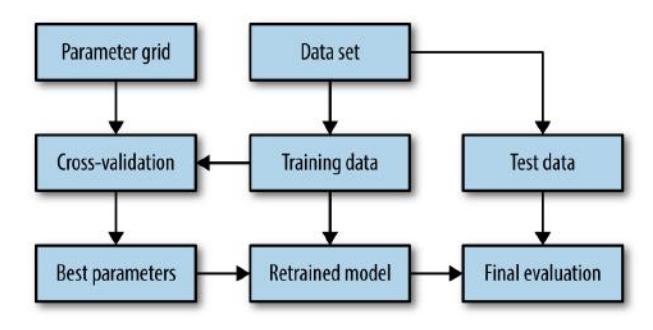 Parameter grid
Data set
Cross-validation
Training data
Test data
Best parameters
Retrained model
Final evaluation